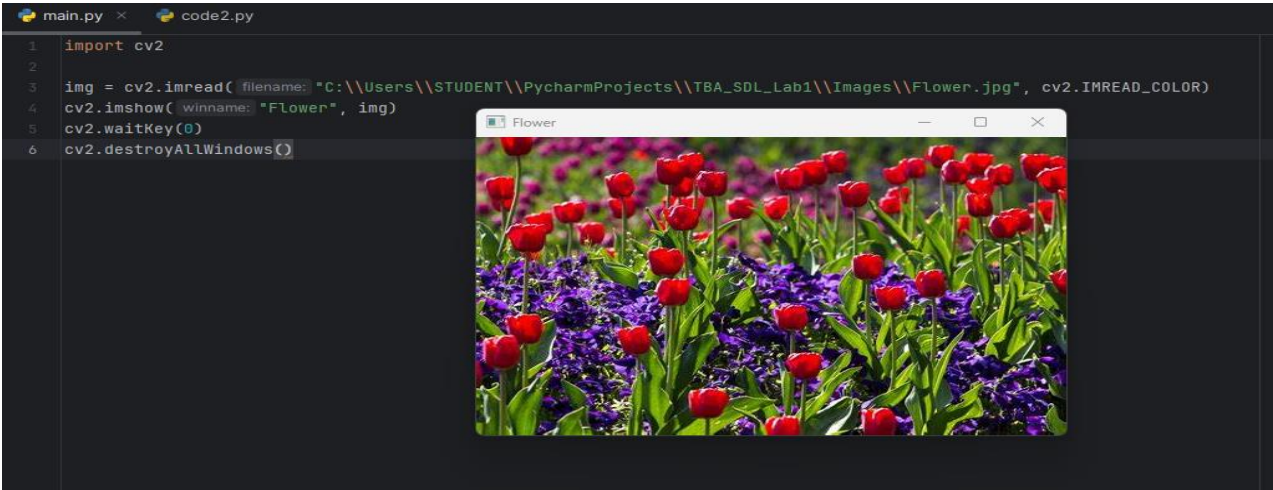 main.py × code2.py
1 import cv2
2
3 img = cv2.imread( filename: "C:\\Users\\STUDENT\\PycharmProjects\\TBA_SDL_Lab1\\Images\\Flower.jpg", cv2.IMREAD_COLOR)
4 cv2.imshow( winname: "Flower", img)
Flower
5 cv2.waitKey(0)
6 cv2.destroyAllWindows()